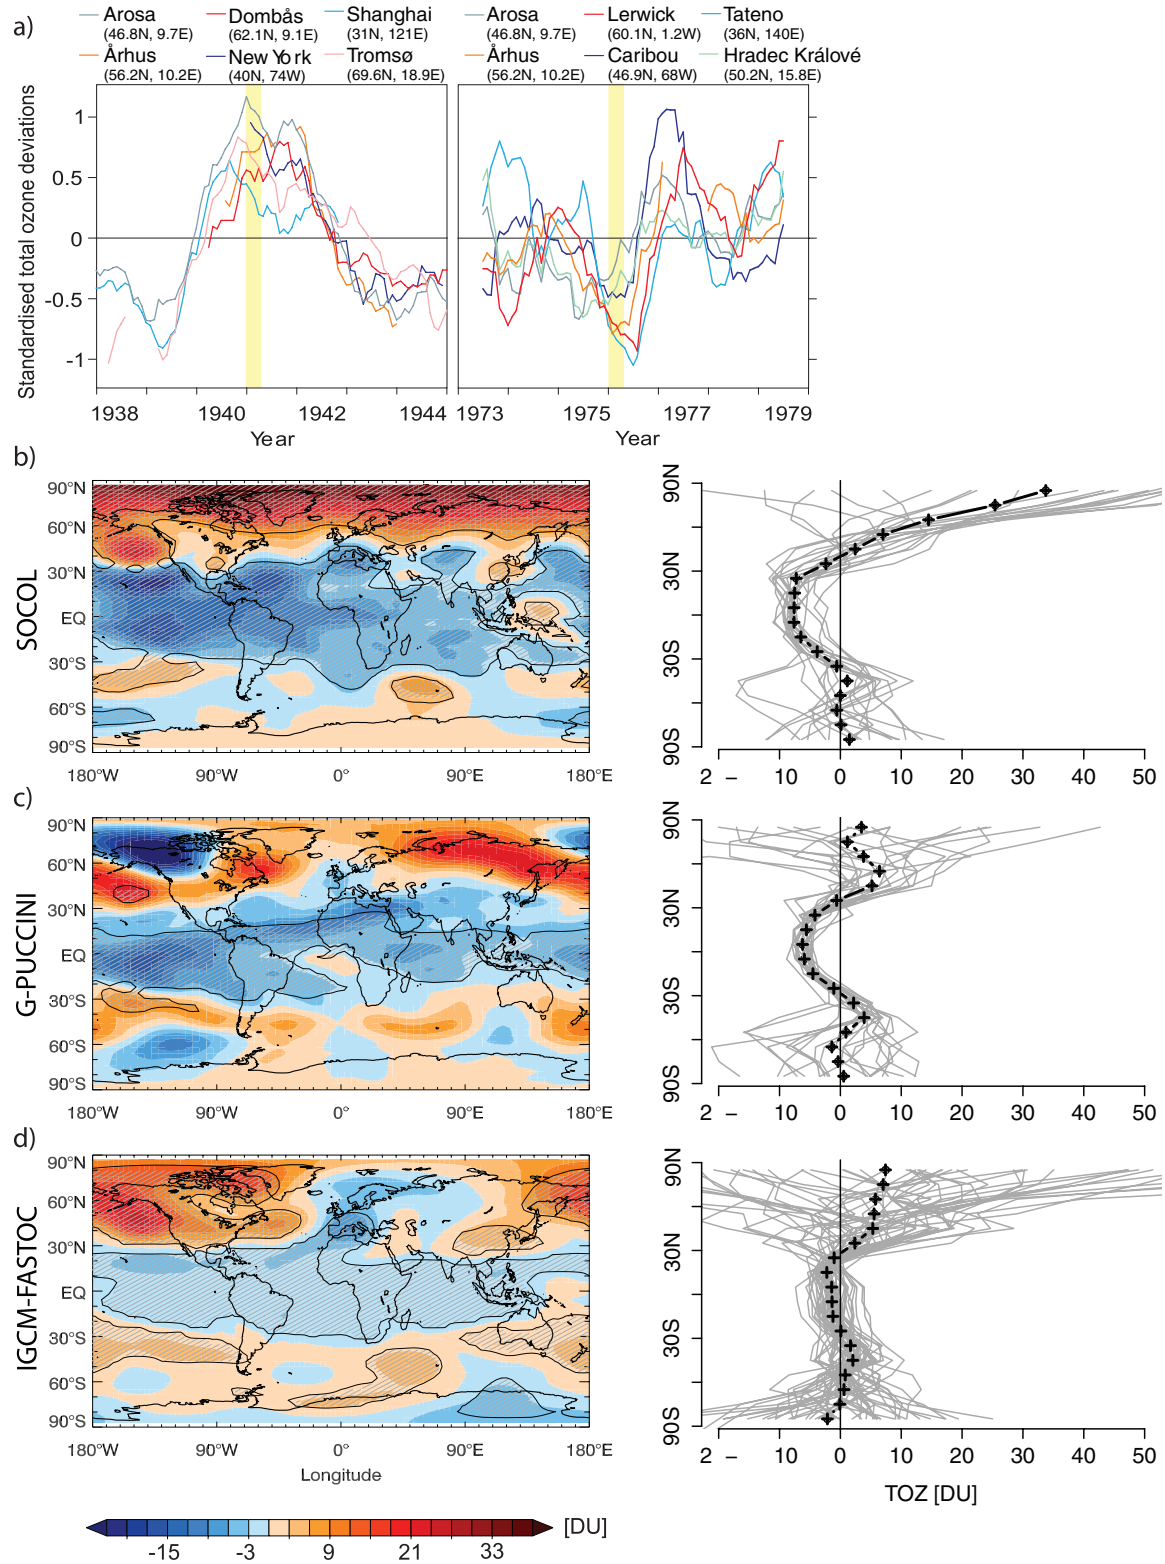 a)
Arosa Dombås Shanghai Arosa Lerwick Tateno
(46.8N, 9.7E) (62.1N, 9.1E) (31N, 121E) (46.8N, 9.7E) (60.1N, 1.2W) (36N, 140E)
Århus New York Tromsø Århus Caribou Hradec Králové
(56.2N, 10.2E) (40N, 74W) (69.6N, 18.9E) (56.2N, 10.2E) (46.9N, 68W) (50.2N, 15.8E)
Standardised total ozone deviations
1
0.5
0
-0.5
-1
1938 1940 1942 1944 1973 1975 1977 1979
Year Year
b)
SOCOL
90°N
60°N
30°N
EQ
30°S
60°S
90°S
180°W 90°W 0° 90°E 180°E
90N
30N
30S
90S
2 – 10 0 10 20 30 40 50
c)
G-PUCCINI
90°N
60°N
30°N
EQ
30°S
60°S
90°S
180°W 90°W 0° 90°E 180°E
90N
30N
30S
90S
2 – 10 0 10 20 30 40 50
d)
IGCM-FASTOC
90°N
60°N
30°N
EQ
30°S
60°S
90°S
180°W 90°W 0° 90°E 180°E
Longitude
90N
30N
30S
90S
2 – 10 0 10 20 30 40 50
TOZ [DU]
[DU]
-15 -3 9 21 33